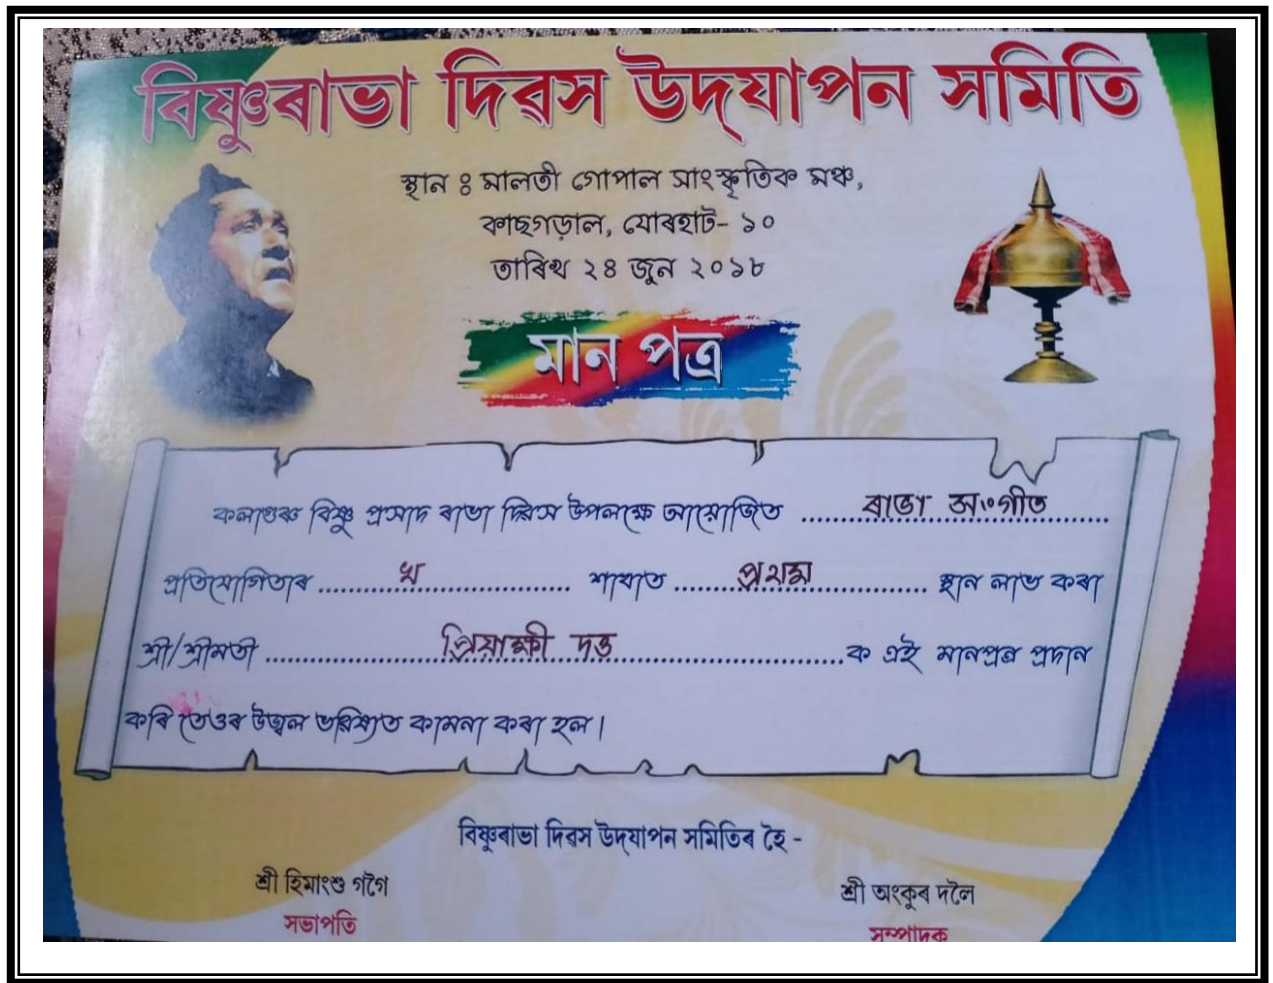 বিষ্ণুৰাভা দিৱস উদ্‌যাপন সমিতি
স্থান ঃ মালতী গোপাল সাংস্কৃতিক মঞ্চ,
কাছগড়াল, যোৰহাট- ১০
তাৰিখ ২৪ জুন ২০১৮
মান পত্ৰ
কলাগুৰু বিষ্ণু প্ৰসাদ ৰাভা দিৱস উপলক্ষে আয়োজিত ৰাভা সংগীত
প্ৰতিযোগিতাৰ খ শাখাত প্ৰথম স্থান লাভ কৰা
শ্ৰী/শ্ৰীমতী প্ৰিয়াক্ষী দত্ত ক এই মানপত্ৰ প্ৰদান
কৰি তেওৰ উজ্বল ভৱিষ্যত কামনা কৰা হল।
বিষ্ণুৰাভা দিৱস উদ্‌যাপন সমিতিৰ হৈ -
শ্ৰী হিমাংশু গগৈ
শ্ৰী অংকুৰ দলৈ
সভাপতি
সম্পাদক